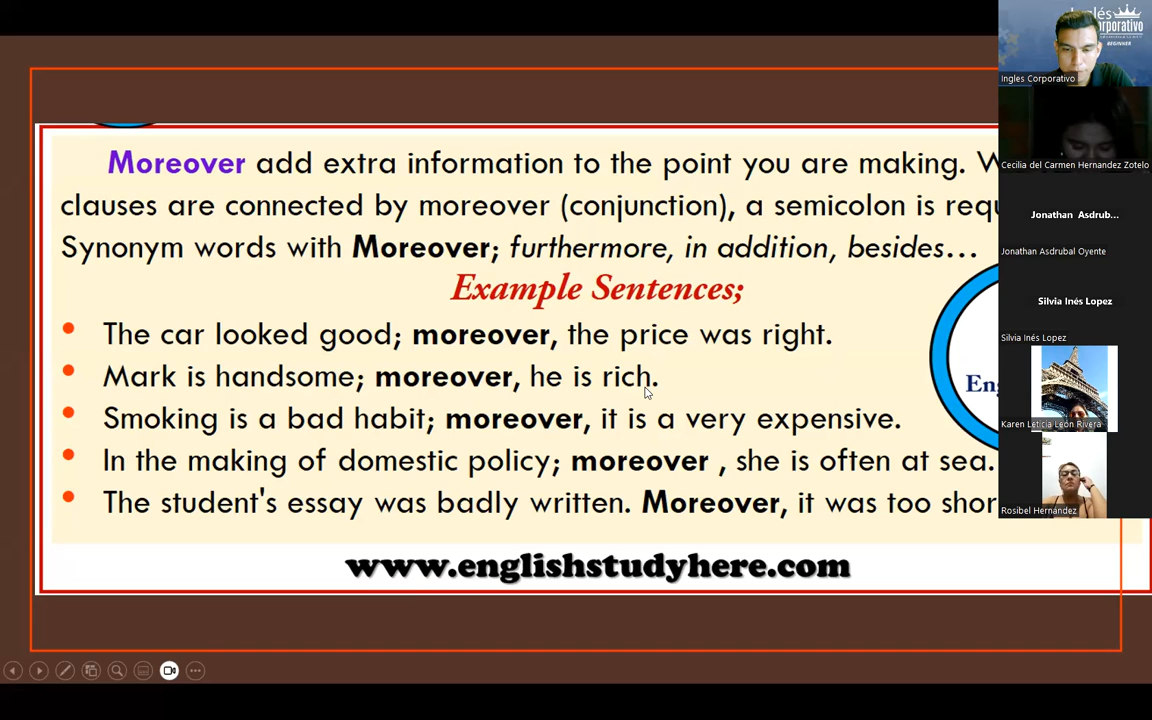 Moreover add extra information to the point you are making. W
clauses are connected by moreover (conjunction), a semicolon is requ
Synonym words with Moreover; furthermore, in addition, besides...
Example Sentences;
• The car looked good; moreover, the price was right.
• Mark is handsome; moreover, he is rich.
• Smoking is a bad habit; moreover, it is a very expensive.
• In the making of domestic policy; moreover , she is often at sea.
• The student's essay was badly written. Moreover, it was too shor
www.englishstudyhere.com
Eng
Inglés
Corporativo
BEGINNER
Ingles Corporativo
Cecilia del Carmen Hernandez Zotelo
Jonathan Asdrub...
Jonathan Asdrubal Oyente
Silvia Inés Lopez
Silvia Inés Lopez
Karen Leticia León Rivera
Rosibel Hernández